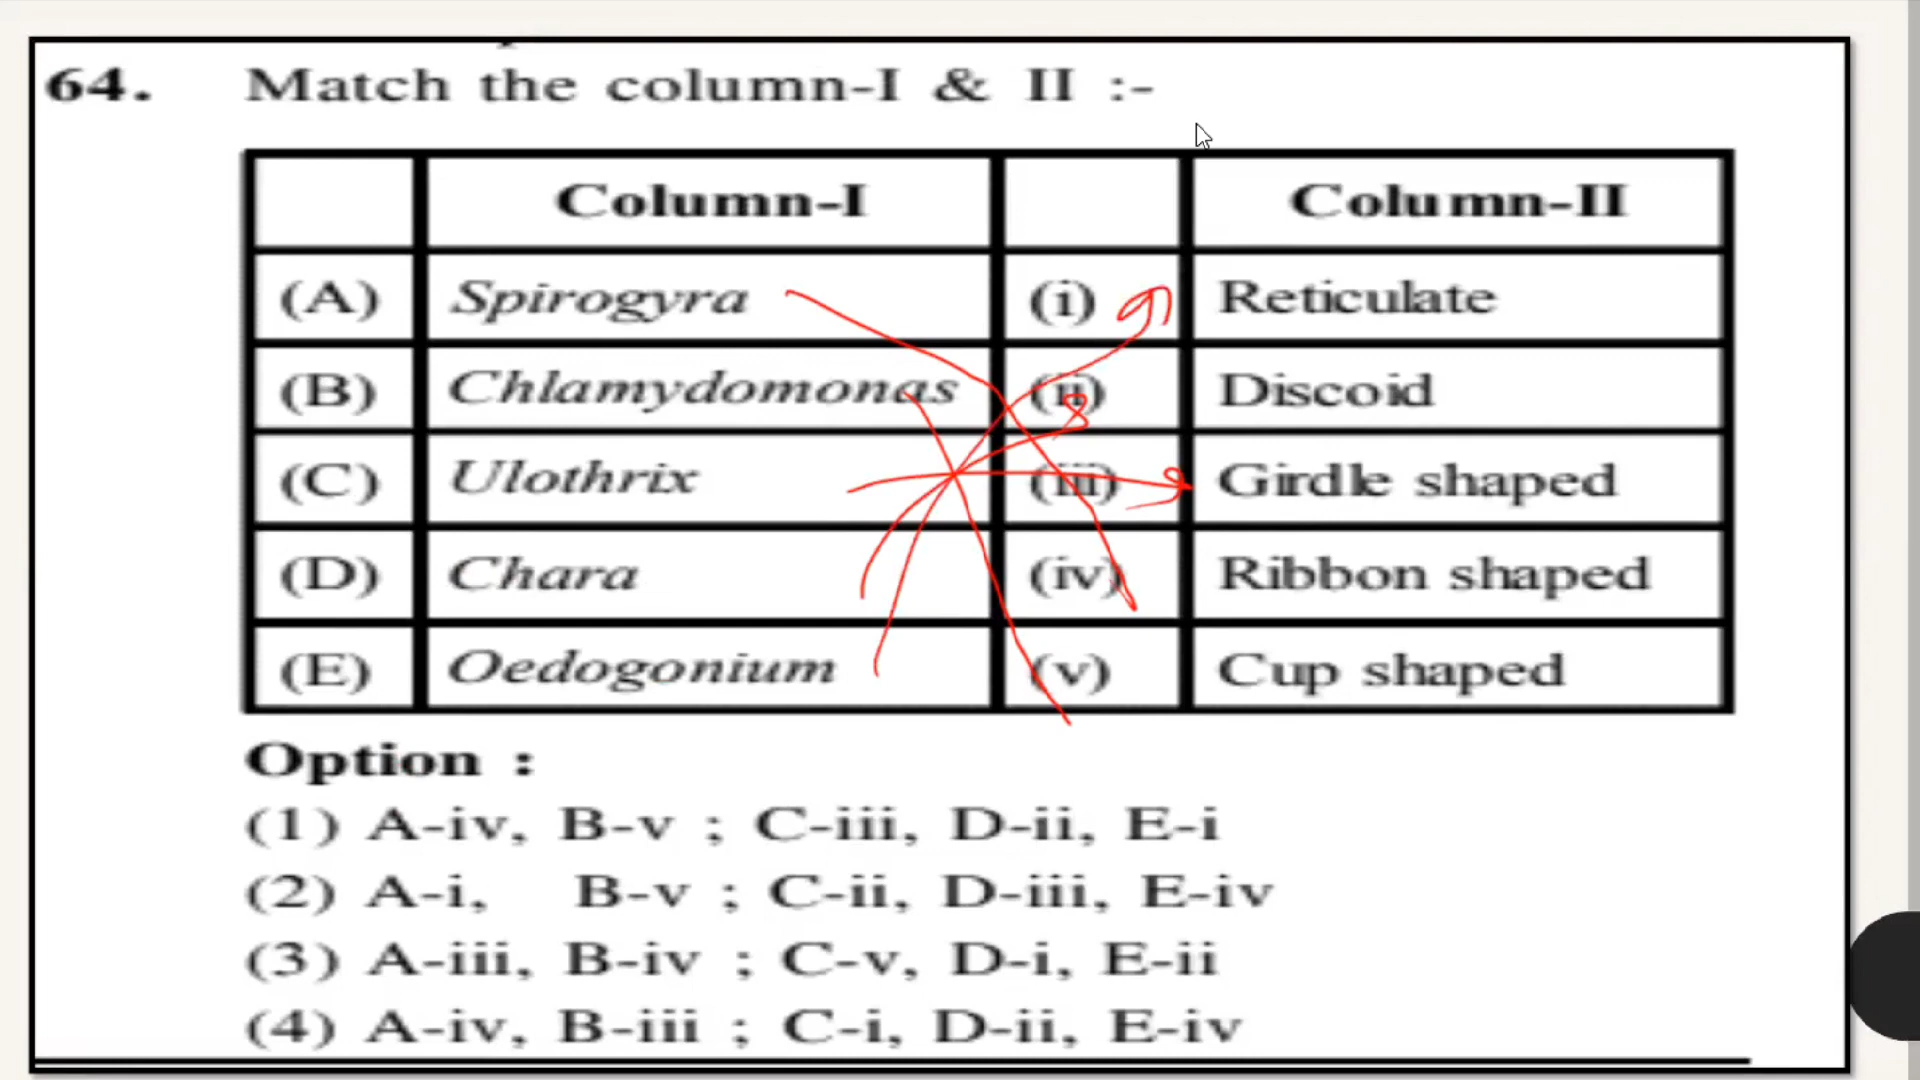 64. Match the column-I & II :-
Column-I Column-II
(A) Spirogyra (i) Reticulate
(B) Chlamydomonas (ii) Discoid
(C) Ulothrix (iii) Girdle shaped
(D) Chara (iv) Ribbon shaped
(E) Oedogonium (v) Cup shaped
Option :
(1) A-iv, B-v ; C-iii, D-ii, E-i
(2) A-i, B-v ; C-ii, D-iii, E-iv
(3) A-iii, B-iv ; C-v, D-i, E-ii
(4) A-iv, B-iii ; C-i, D-ii, E-iv